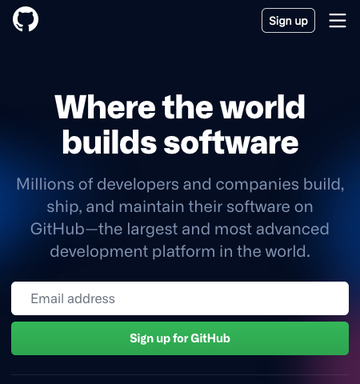 Sign up
Where the world
builds software
Millions of developers and companies build,
ship, and maintain their software on
GitHub—the largest and most advanced
development platform in the world.
Email address
Sign up for GitHub